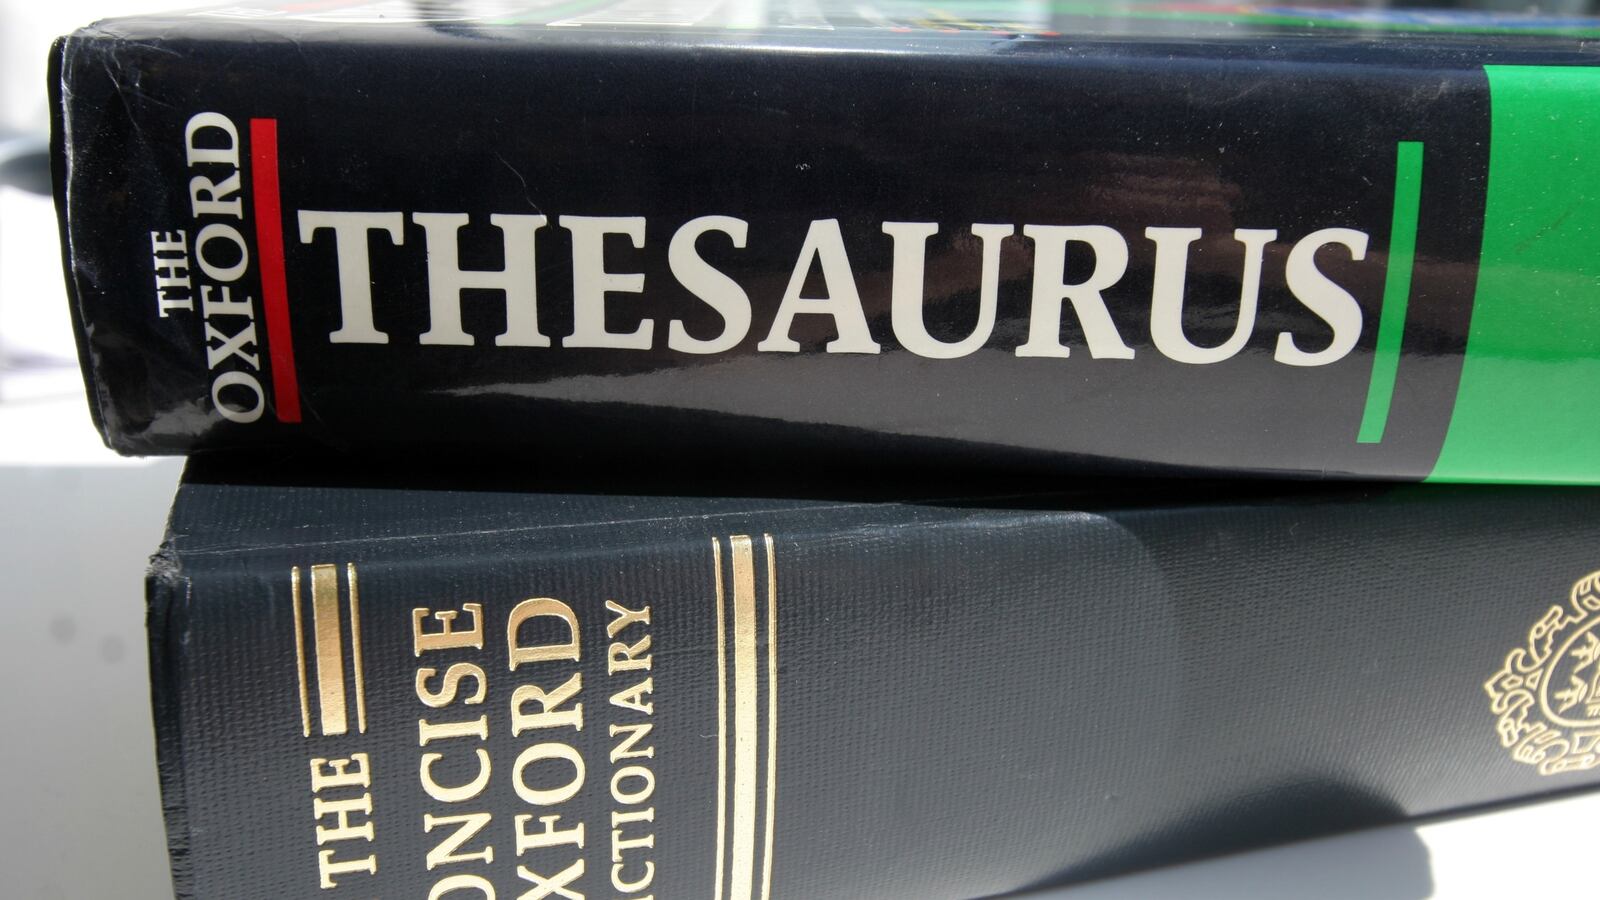 THE
OXFORD
THESAURUS
THE
ONCISE
XFORD
ICTIONARY